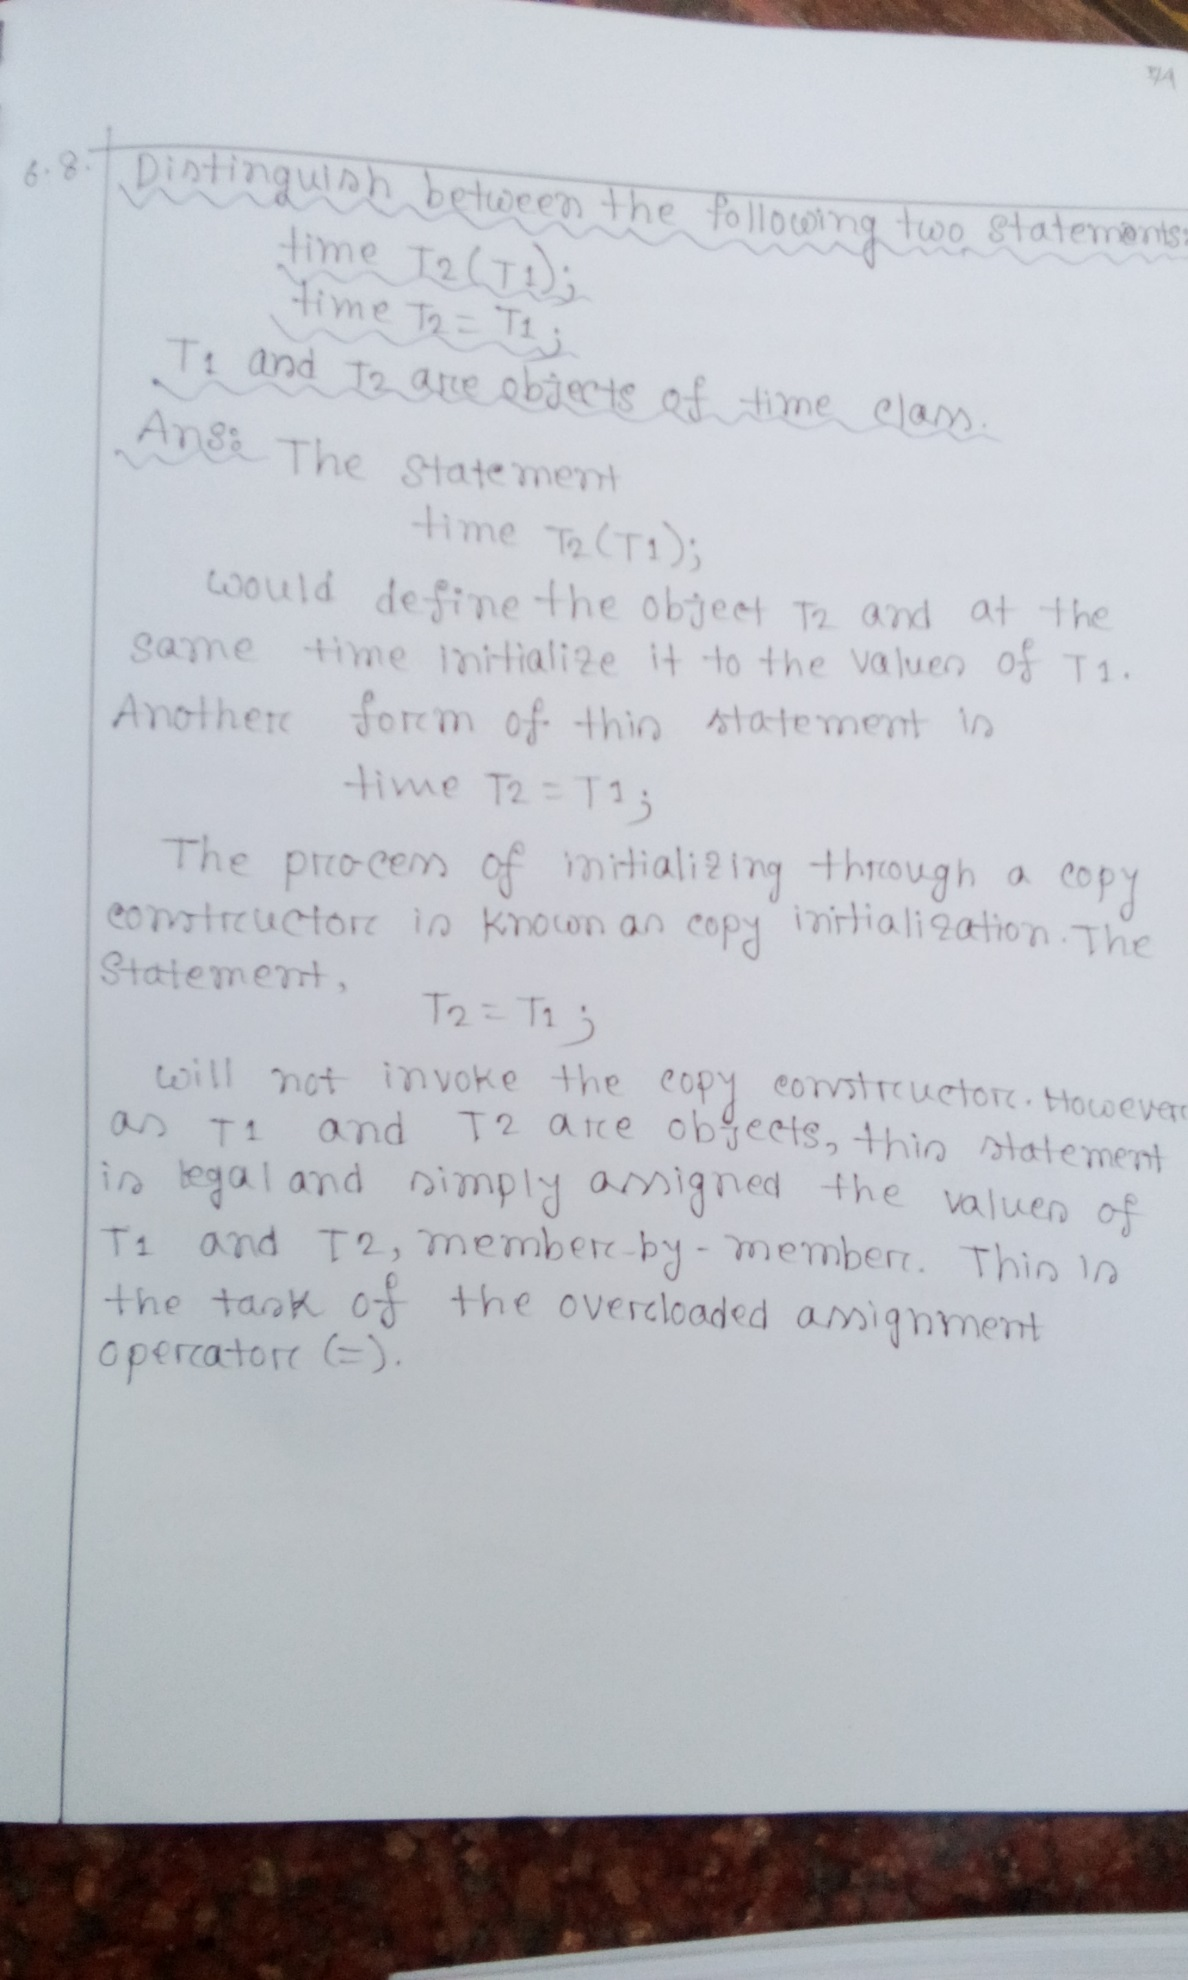 74
6.8. Distinguish between the following two statements:
time T2(T1);
time T2 = T1;
T1 and T2 are objects of time class.
Ans: The statement
time T2(T1);
would define the object T2 and at the
same time initialize it to the values of T1.
Another form of this statement is
time T2 = T1;
The process of initializing through a copy
constructor is known as copy initialization. The
Statement,
T2 = T1;
will not invoke the copy constructor. However
as T1 and T2 are objects, this statement
is legal and simply assigned the values of
T1 and T2, member-by-member. This is
the task of the overloaded assignment
operator (=).